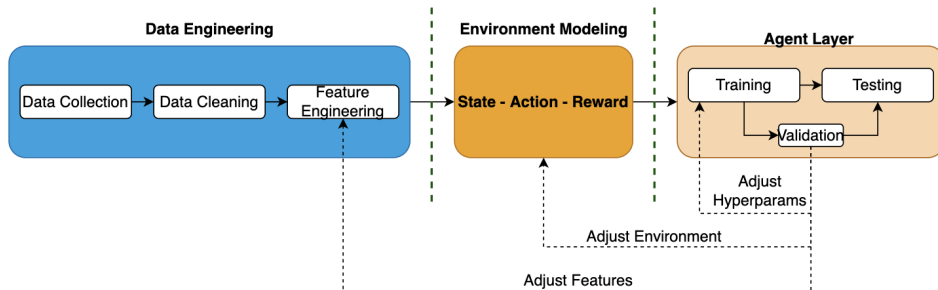 Data Engineering
Environment Modeling
Agent Layer
Data Collection
Data Cleaning
Feature
Engineering
State - Action - Reward
Training
Testing
Validation
Adjust
Hyperparams
Adjust Environment
Adjust Features